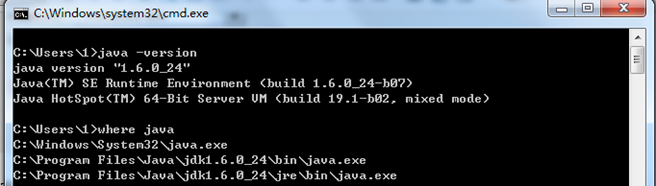 C:\Windows\system32\cmd.exe
C:\Users\1>java -version
java version "1.6.0_24"
Java(TM) SE Runtime Environment (build 1.6.0_24-b07)
Java HotSpot(TM) 64-Bit Server VM (build 19.1-b02, mixed mode)
C:\Users\1>where java
C:\Windows\System32\java.exe
C:\Program Files\Java\jdk1.6.0_24\bin\java.exe
C:\Program Files\Java\jdk1.6.0_24\jre\bin\java.exe